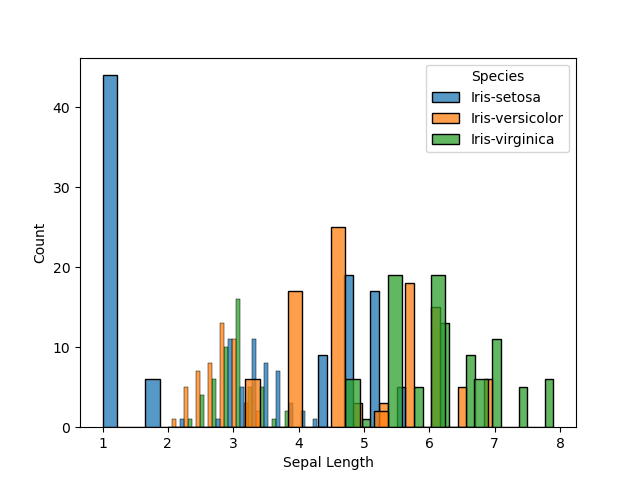 Species
Iris-setosa
Iris-versicolor
Iris-virginica
40
30
20
10
0
Count
1 2 3 4 5 6 7 8
Sepal Length